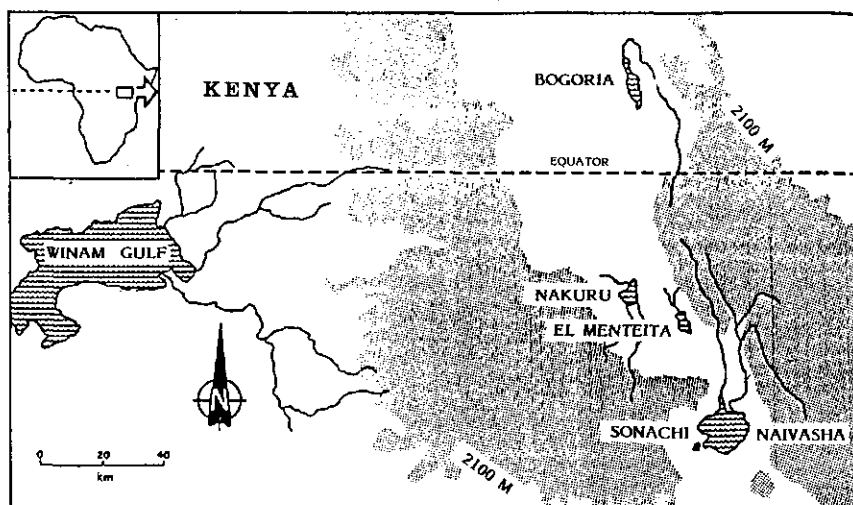 KENYA
BOGORIA
2100 M
EQUATOR
WINAM GULF
NAKURU
EL MENTEITA
N
SONACHI
NAIVASHA
2100 M
0 20 40
km